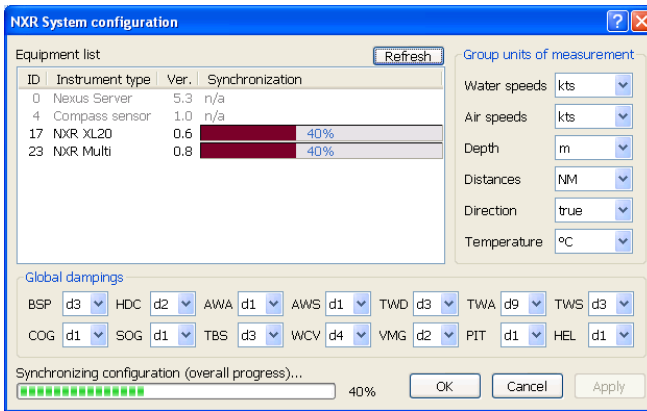 NXR System configuration
Equipment list
Refresh
ID Instrument type Ver. Synchronization
0 Nexus Server 5.3 n/a
4 Compass sensor 1.0 n/a
17 NXR XL20 0.6 40%
23 NXR Multi 0.8 40%
Group units of measurement
Water speeds kts
Air speeds kts
Depth m
Distances NM
Direction true
Temperature °C
Global dampings
BSP d3 HDC d2 AWA d1 AWS d1 TWD d3 TWA d9 TWS d3
COG d1 SOG d1 TBS d3 WCV d4 VMG d2 PIT d1 HEL d1
Synchronizing configuration (overall progress)...
40%
OK Cancel Apply